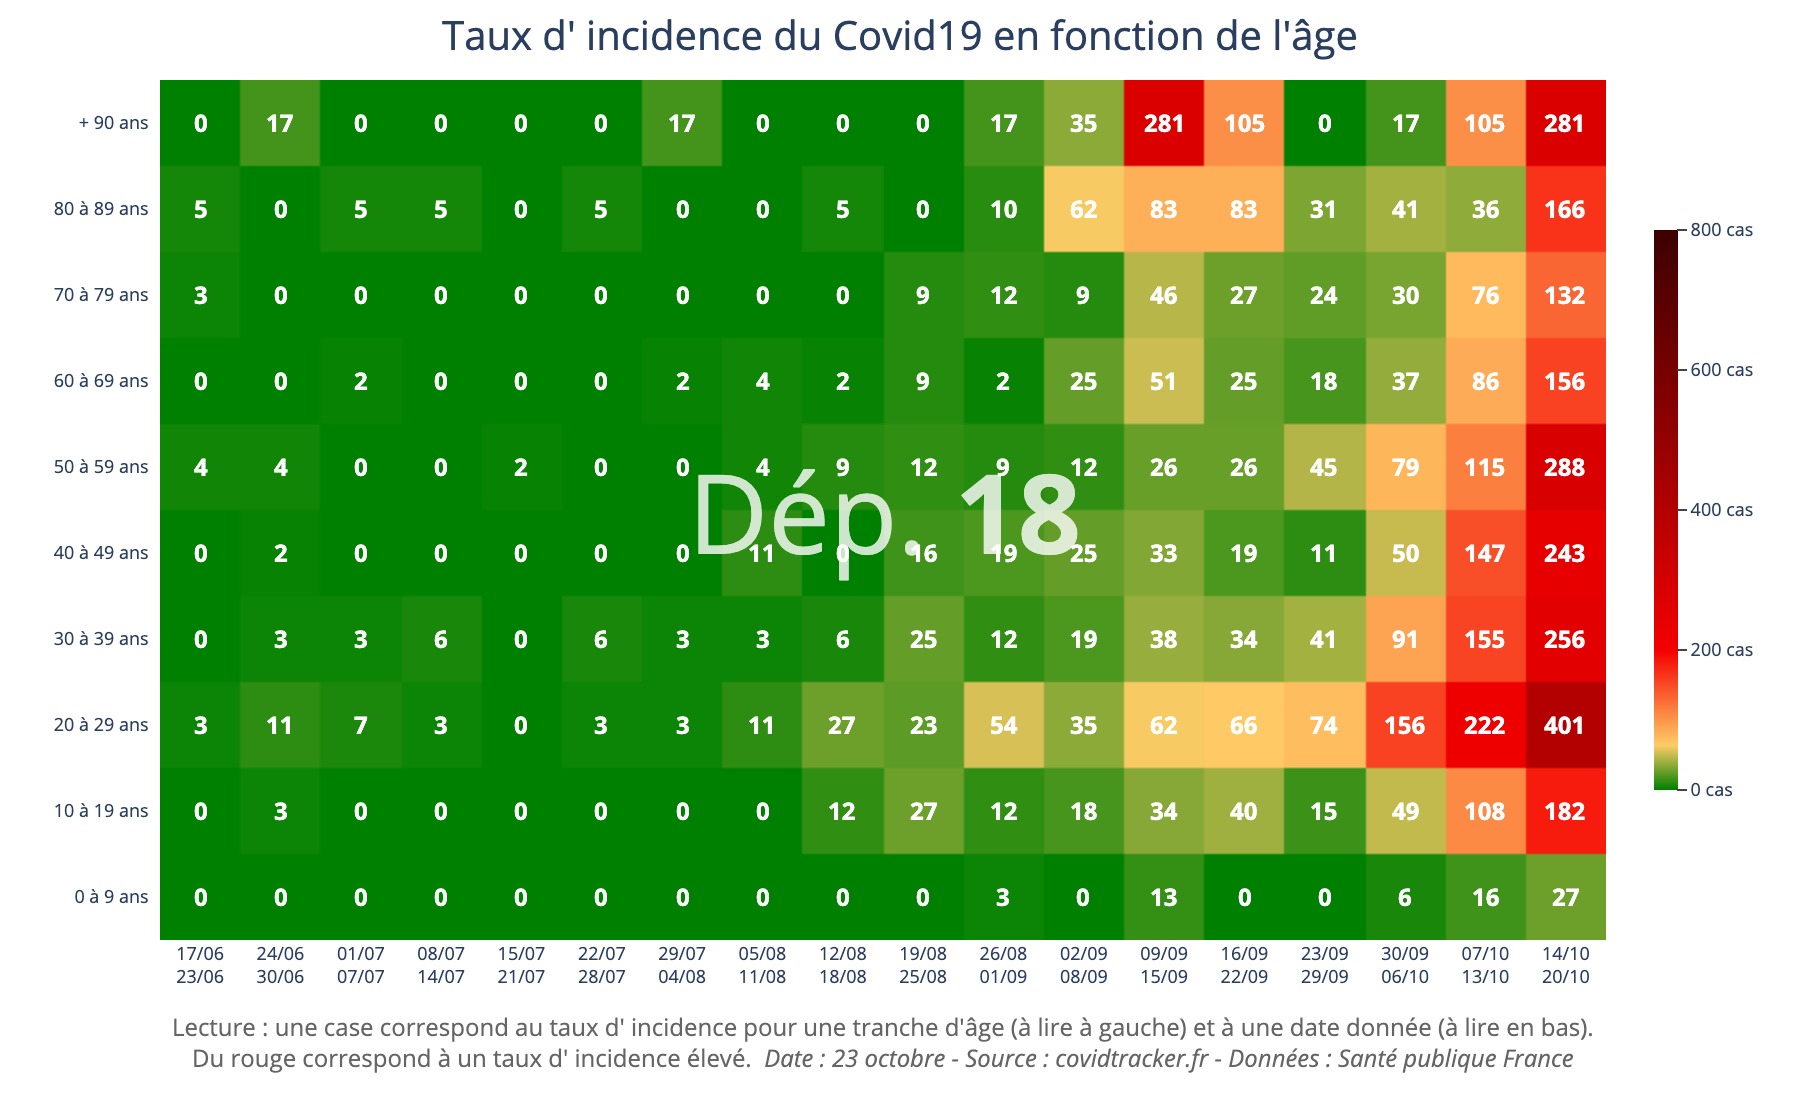 Taux d' incidence du Covid19 en fonction de l'âge
+ 90 ans 0 17 0 0 0 0 17 0 0 0 17 35 281 105 0 17 105 281
80 à 89 ans 5 0 5 5 0 5 0 0 5 0 10 62 83 83 31 41 36 166
70 à 79 ans 3 0 0 0 0 0 0 0 0 9 12 9 46 27 24 30 76 132
60 à 69 ans 0 0 2 0 0 0 2 4 2 9 2 25 51 25 18 37 86 156
50 à 59 ans 4 4 0 0 2 0 0 4 9 12 9 12 26 26 45 79 115 288
Dép. 18
40 à 49 ans 0 2 0 0 0 0 0 11 0 16 19 25 33 19 11 50 147 243
30 à 39 ans 0 3 3 6 0 6 3 3 6 25 12 19 38 34 41 91 155 256
20 à 29 ans 3 11 7 3 0 3 3 11 27 23 54 35 62 66 74 156 222 401
10 à 19 ans 0 3 0 0 0 0 0 0 12 27 12 18 34 40 15 49 108 182
0 à 9 ans 0 0 0 0 0 0 0 0 0 0 3 0 13 0 0 6 16 27
17/06 24/06 01/07 08/07 15/07 22/07 29/07 05/08 12/08 19/08 26/08 02/09 09/09 16/09 23/09 30/09 07/10 14/10
23/06 30/06 07/07 14/07 21/07 28/07 04/08 11/08 18/08 25/08 01/09 08/09 15/09 22/09 29/09 06/10 13/10 20/10
800 cas
600 cas
400 cas
200 cas
0 cas
Lecture : une case correspond au taux d' incidence pour une tranche d'âge (à lire à gauche) et à une date donnée (à lire en bas).
Du rouge correspond à un taux d' incidence élevé. Date : 23 octobre - Source : covidtracker.fr - Données : Santé publique France